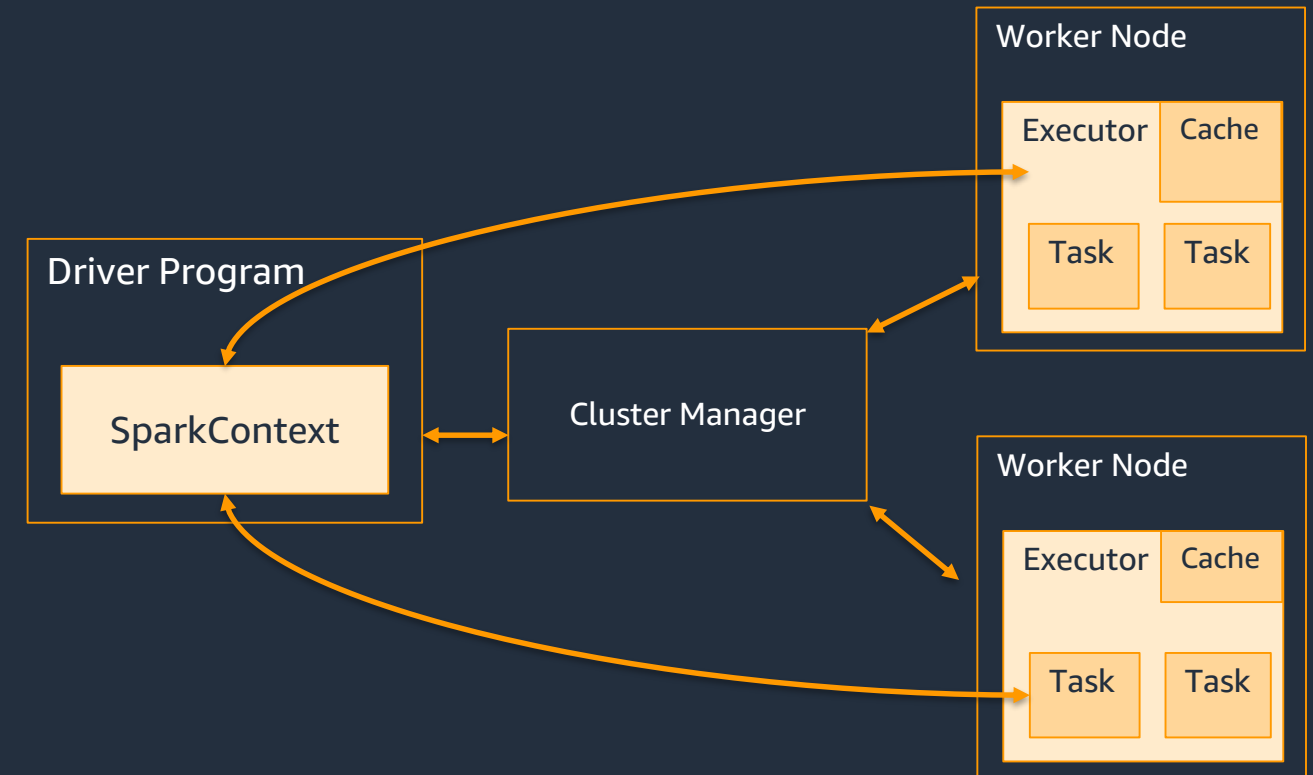 Worker Node
Executor
Cache
Task
Task
Driver Program
SparkContext
Cluster Manager
Worker Node
Executor
Cache
Task
Task